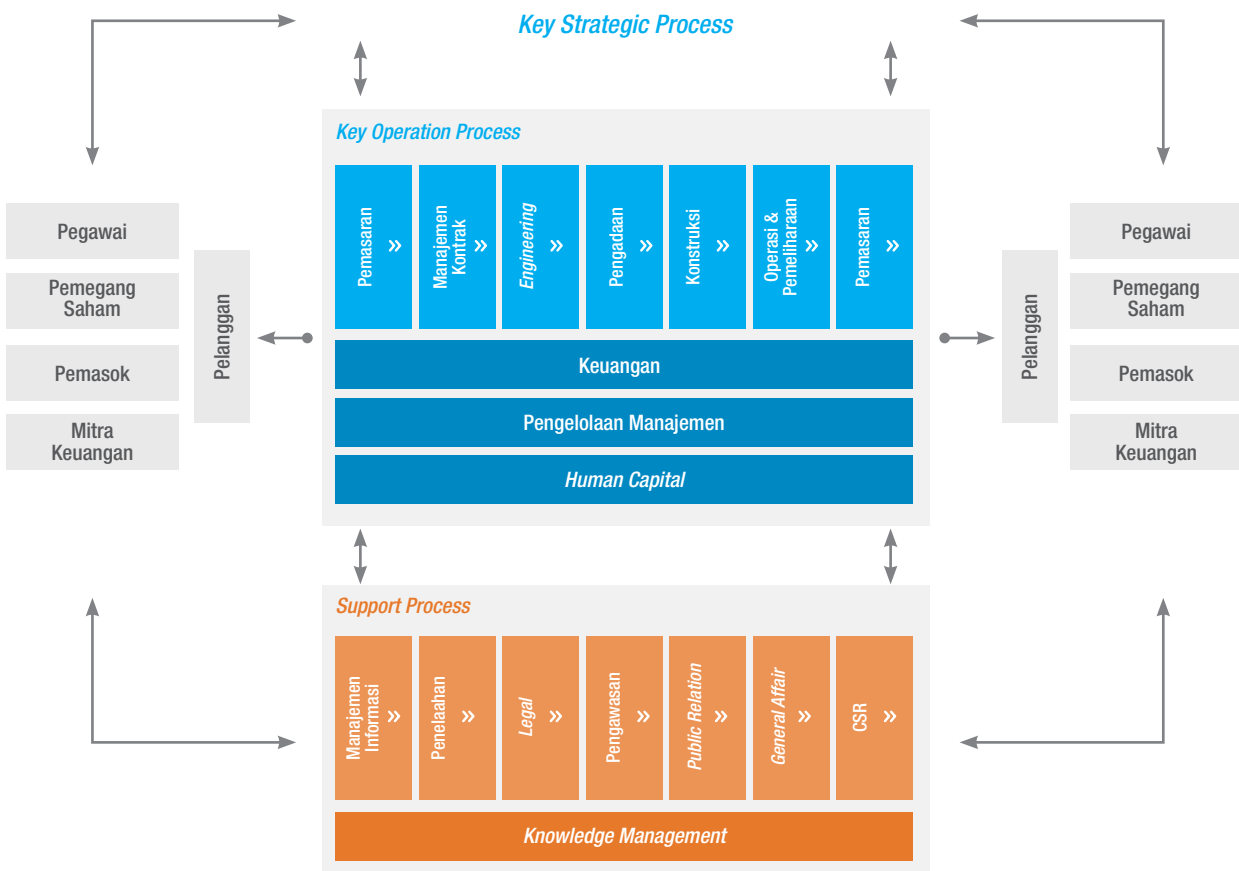 Key Strategic Process
Key Operation Process
Pemasaran »
Manajemen
Kontrak »
Engineering »
Pengadaan »
Konstruksi »
Operasi &
Pemeliharaan »
Pemasaran »
Keuangan
Pengelolaan Manajemen
Human Capital
Pegawai
Pemegang
Saham
Pemasok
Mitra
Keuangan
Pelanggan
Pelanggan
Pegawai
Pemegang
Saham
Pemasok
Mitra
Keuangan
Support Process
Manajemen
Informasi »
Penelaahan »
Legal »
Pengawasan »
Public Relation »
General Affair »
CSR »
Knowledge Management